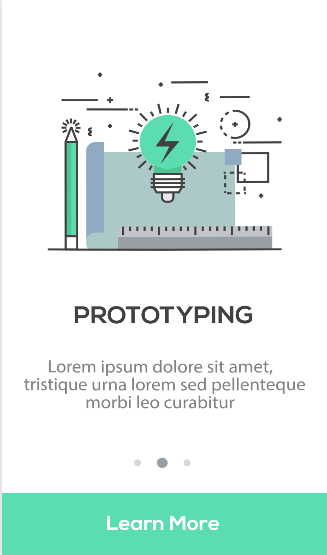 PROTOTYPING
Lorem ipsum dolore sit amet,
tristique urna lorem sed pellenteque
morbi leo curabitur
Learn More